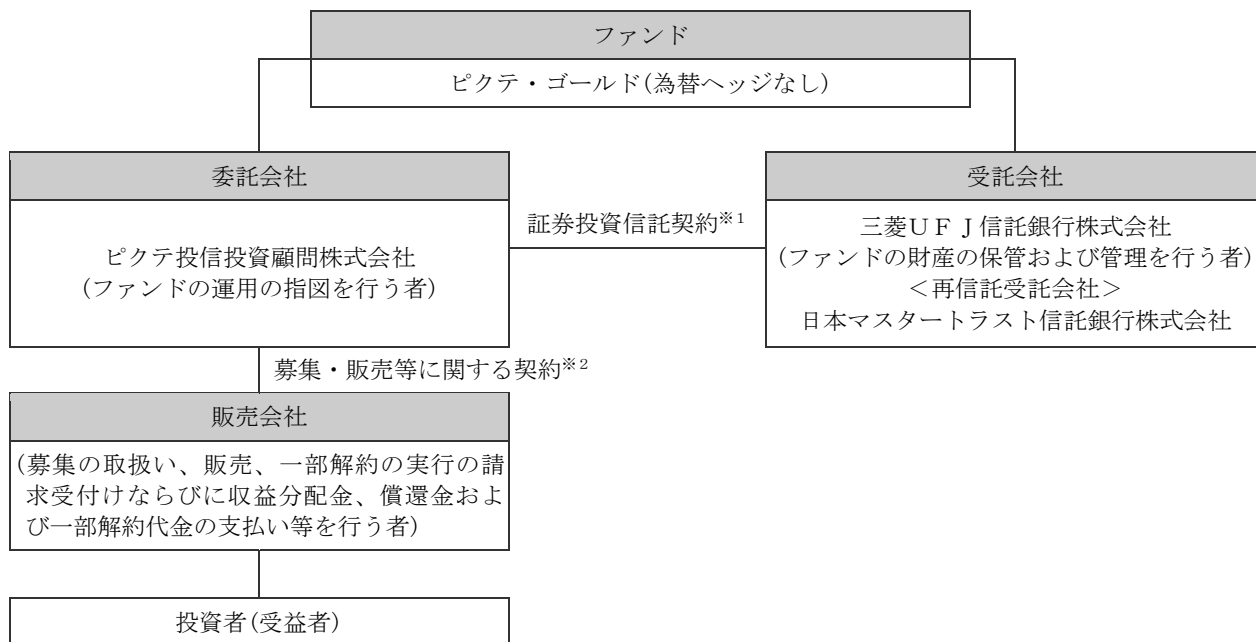 ファンド
ピクテ・ゴールド(為替ヘッジなし)
委託会社
ピクテ投信投資顧問株式会社
(ファンドの運用の指図を行う者)
証券投資信託契約※1
受託会社
三菱UFJ信託銀行株式会社
(ファンドの財産の保管および管理を行う者)
<再信託受託会社>
日本マスタートラスト信託銀行株式会社
募集・販売等に関する契約※2
販売会社
(募集の取扱い、販売、一部解約の実行の請
求受付けならびに収益分配金、償還金およ
び一部解約代金の支払い等を行う者)
投資者(受益者)